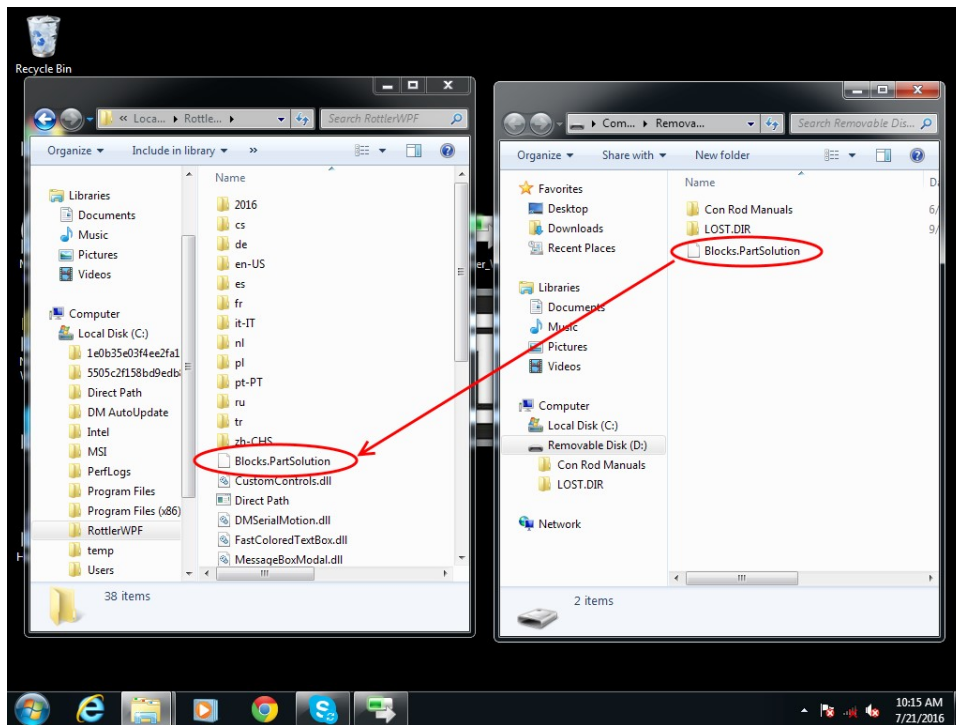 Recycle Bin
« Loca... Rottle...
Search RottlerWPF
Organize
Include in library
»
Libraries
Documents
Music
Pictures
Videos
Computer
Local Disk (C:)
1e0b35e03f4ee2fa1
5505c2f158bd9edb
Direct Path
DM AutoUpdate
Intel
MSI
PerfLogs
Program Files
Program Files (x86)
RottlerWPF
temp
Users
Name
2016
cs
de
en-US
es
fr
it-IT
nl
pl
pt-PT
ru
tr
zh-CHS
Blocks.PartSolution
CustomControls.dll
Direct Path
DMSerialMotion.dll
FastColoredTextBox.dll
MessageBoxModal.dll
38 items
Com... Remova...
Search Removable Dis...
Organize
Share with
New folder
Favorites
Desktop
Downloads
Recent Places
Libraries
Documents
Music
Pictures
Videos
Computer
Local Disk (C:)
Removable Disk (D:)
Con Rod Manuals
LOST.DIR
Network
Name
Con Rod Manuals
6/
LOST.DIR
9/
Blocks.PartSolution
2 items
10:15 AM
7/21/2016